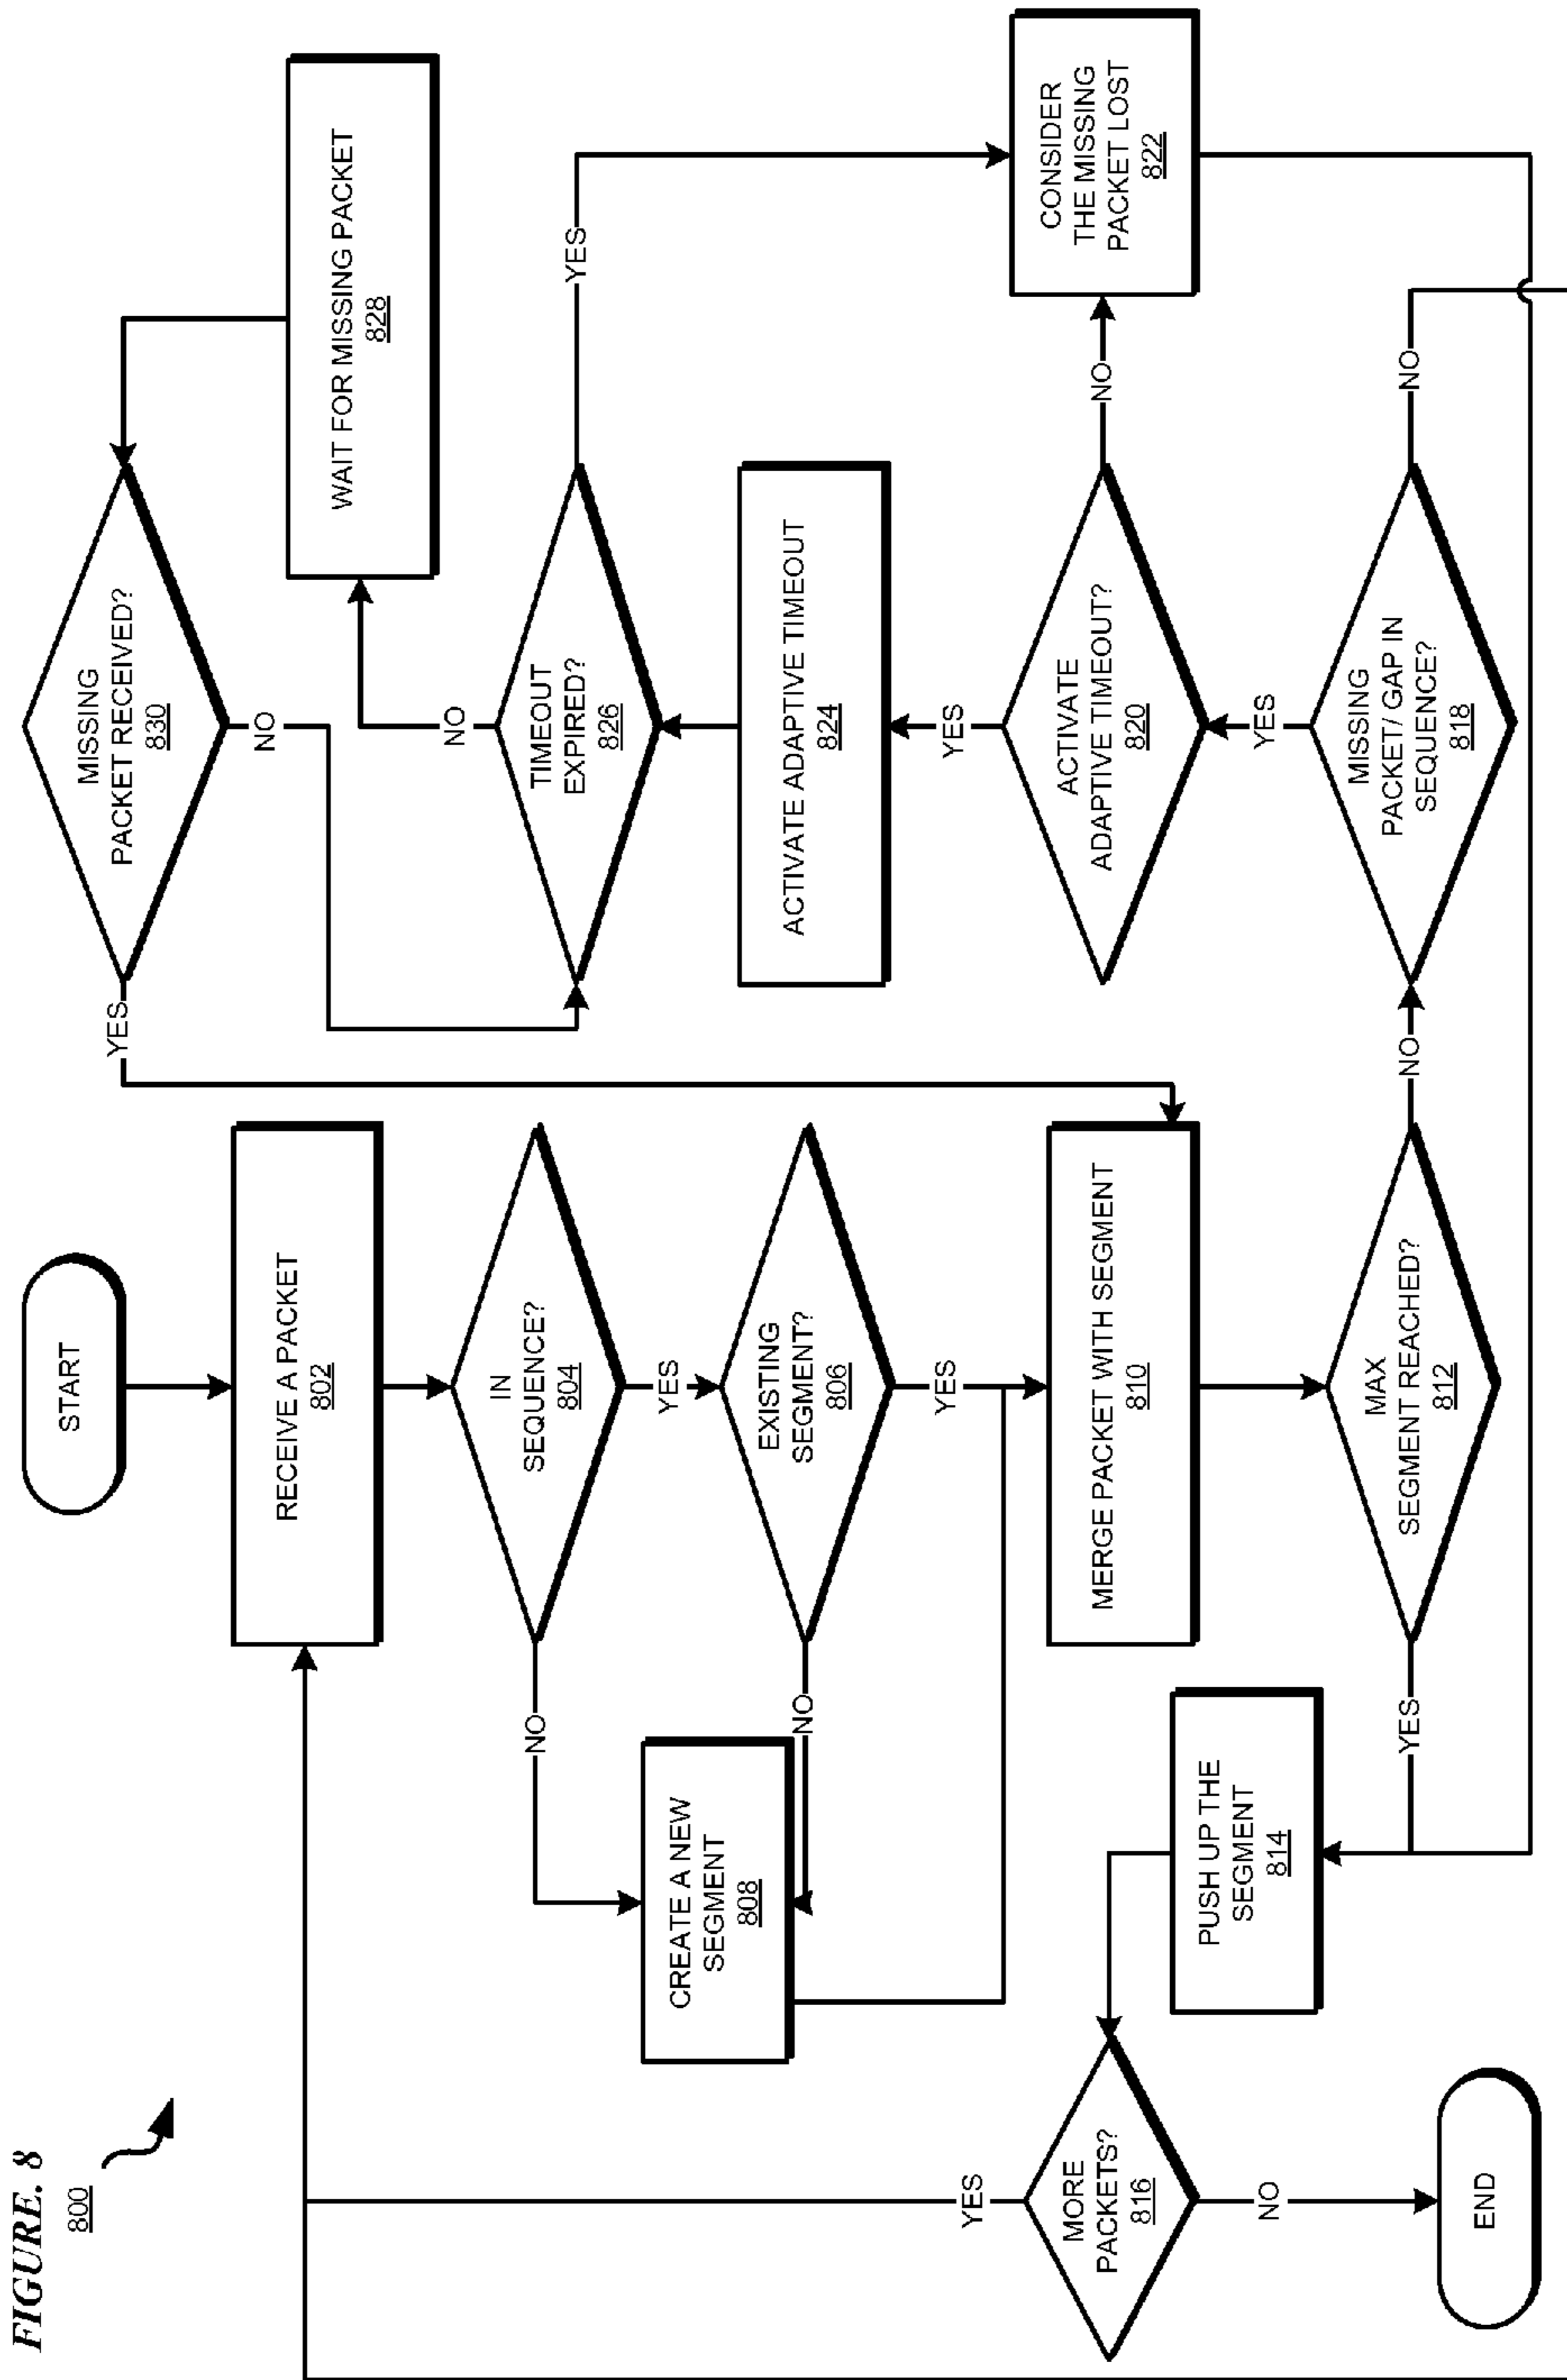 FIGURE. 8
800
START
RECEIVE A PACKET
802
IN
SEQUENCE?
804
NO
YES
EXISTING
SEGMENT?
806
NO
YES
CREATE A NEW
SEGMENT
808
MERGE PACKET WITH SEGMENT
810
MAX
SEGMENT REACHED?
812
YES
NO
PUSH UP THE
SEGMENT
814
MORE
PACKETS?
816
YES
NO
END
MISSING
PACKET/ GAP IN
SEQUENCE?
818
NO
YES
ACTIVATE
ADAPTIVE TIMEOUT?
820
NO
YES
CONSIDER
THE MISSING
PACKET LOST
822
ACTIVATE ADAPTIVE TIMEOUT
824
TIMEOUT
EXPIRED?
826
YES
NO
WAIT FOR MISSING PACKET
828
MISSING
PACKET RECEIVED?
830
YES
NO